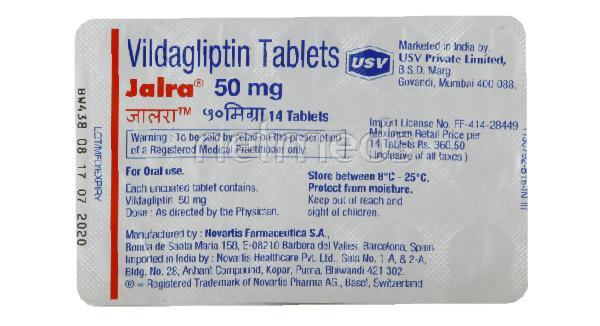 Vildagliptin Tablets
Jalra® 50 mg
जालरा™ ५० मिग्रा 14 Tablets
Warning : To be sold by retail on the prescription
of a Registered Medical Practitioner only.
For Oral use.
Each uncoated tablet contains.
Vildagliptin 50 mg
Dose : As directed by the Physician.
USV
Marketed in India by.
USV Private Limited,
B.S.D. Marg.
Govandi, Mumbai 400 088.
Import License No. FF-414-28449
Maximum Retail Price per
14 Tablets Rs. 360.50
(Inclusive of all taxes)
Store between 8°C - 25°C.
Protect from moisture.
Keep out of reach and
sight of children.
Manufactured by : Novartis Farmaceutica S.A.,
Ronda de Santa Maria 158, E-08210 Barbera del Valles, Barcelona, Spain
Imported in India by : Novartis Healthcare Pvt. Ltd., Gala No. 1-A, & 2-A,
Bldg. No. 28, Arihant Compound, Kopar, Purna, Bhiwandi 421 302.
® = Registered Trademark of Novartis Pharma AG., Basel, Switzerland
LOT/MFD/EXPIRY
BW438 08 17 07 2020
netmeds